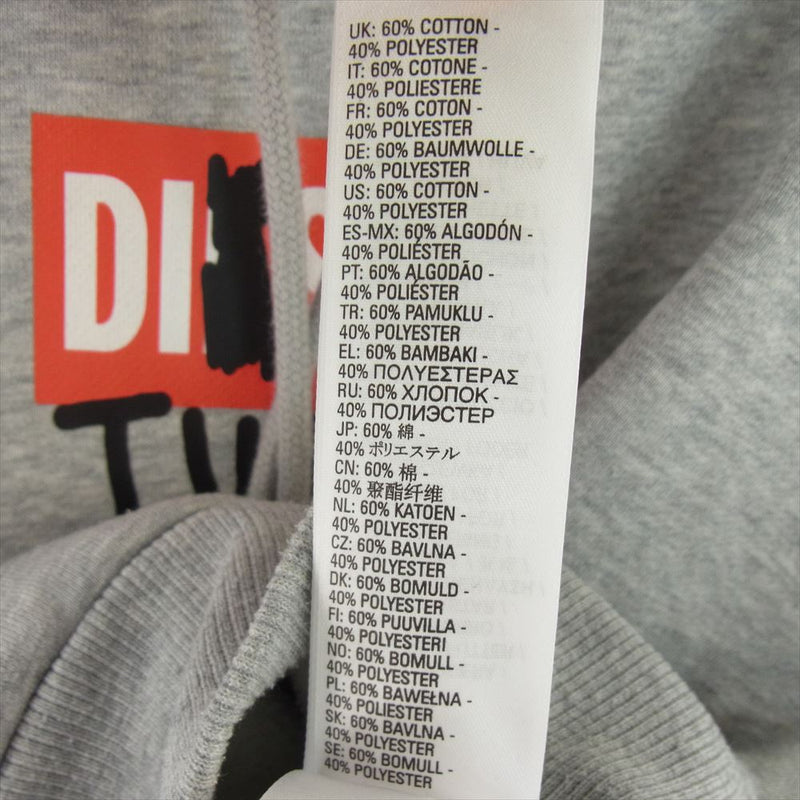 UK: 60% COTTON -
40% POLYESTER
IT: 60% COTONE -
40% POLIESTERE
FR: 60% COTON -
40% POLYESTER
DE: 60% BAUMWOLLE -
40% POLYESTER
US: 60% COTTON -
40% POLYESTER
ES-MX: 60% ALGODÓN -
40% POLIÉSTER
PT: 60% ALGODÃO -
40% POLIÉSTER
TR: 60% PAMUKLU -
40% POLYESTER
EL: 60% BAMBAKI -
40% ΠΟΛΥΕΣΤΕΡΑΣ
RU: 60% ХЛОПОК -
40% ПОЛИЭСТЕР
JP: 60% 綿 -
40% ポリエステル
CN: 60% 棉 -
40% 聚酯纤维
NL: 60% KATOEN -
40% POLYESTER
CZ: 60% BAVLNA -
40% POLYESTER
DK: 60% BOMULD -
40% POLYESTER
FI: 60% PUUVILLA -
40% POLYESTERI
NO: 60% BOMULL -
40% POLYESTER
PL: 60% BAWEŁNA -
40% POLIESTER
SK: 60% BAVLNA -
40% POLYESTER
SE: 60% BOMULL -
40% POLYESTER
DI